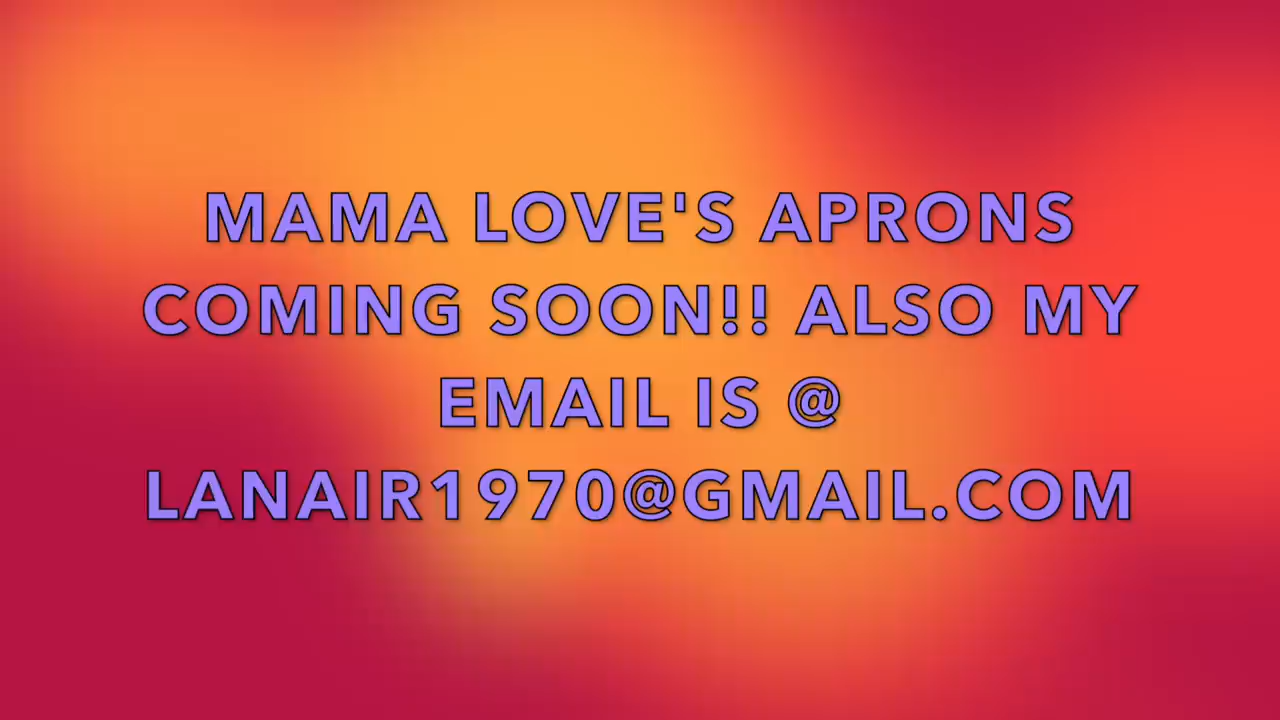 MAMA LOVE'S APRONS
COMING SOON!! ALSO MY
EMAIL IS @
LANAIR1970@GMAIL.COM